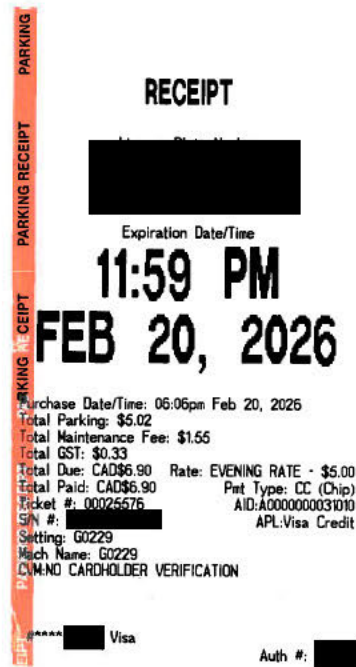 PARKING
PARKING RECEIPT
PARKING RECEIPT
RECEIPT
Expiration Date/Time
11:59 PM
FEB 20, 2026
Purchase Date/Time: 06:06pm Feb 20, 2026
Total Parking: $5.02
Total Maintenance Fee: $1.55
Total GST: $0.33
Total Due: CAD$6.90 Rate: EVENING RATE - $5.00
Total Paid: CAD$6.90 Pmt Type: CC (Chip)
Ticket #: 00025576 AID:A0000000031010
S/N #: APL:Visa Credit
Setting: G0229
Mach Name: G0229
CVM:NO CARDHOLDER VERIFICATION
#**** Visa
Auth #: